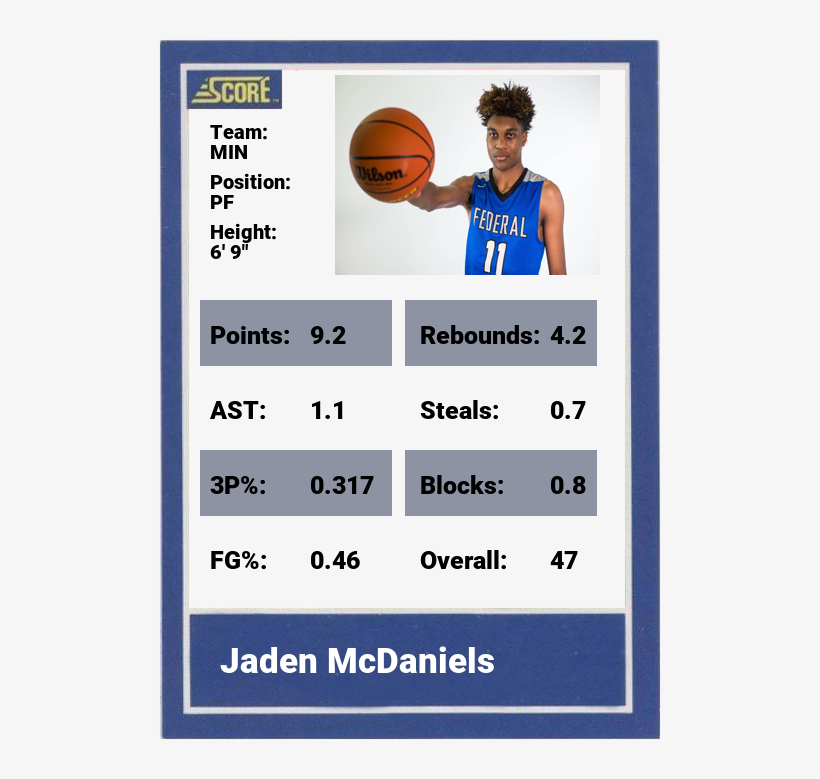 SCORE
Team:
MIN
Position:
PF
Height:
6' 9"
Wilson
FEDERAL
11
Points: 9.2 Rebounds: 4.2
AST: 1.1 Steals: 0.7
3P%: 0.317 Blocks: 0.8
FG%: 0.46 Overall: 47
Jaden McDaniels